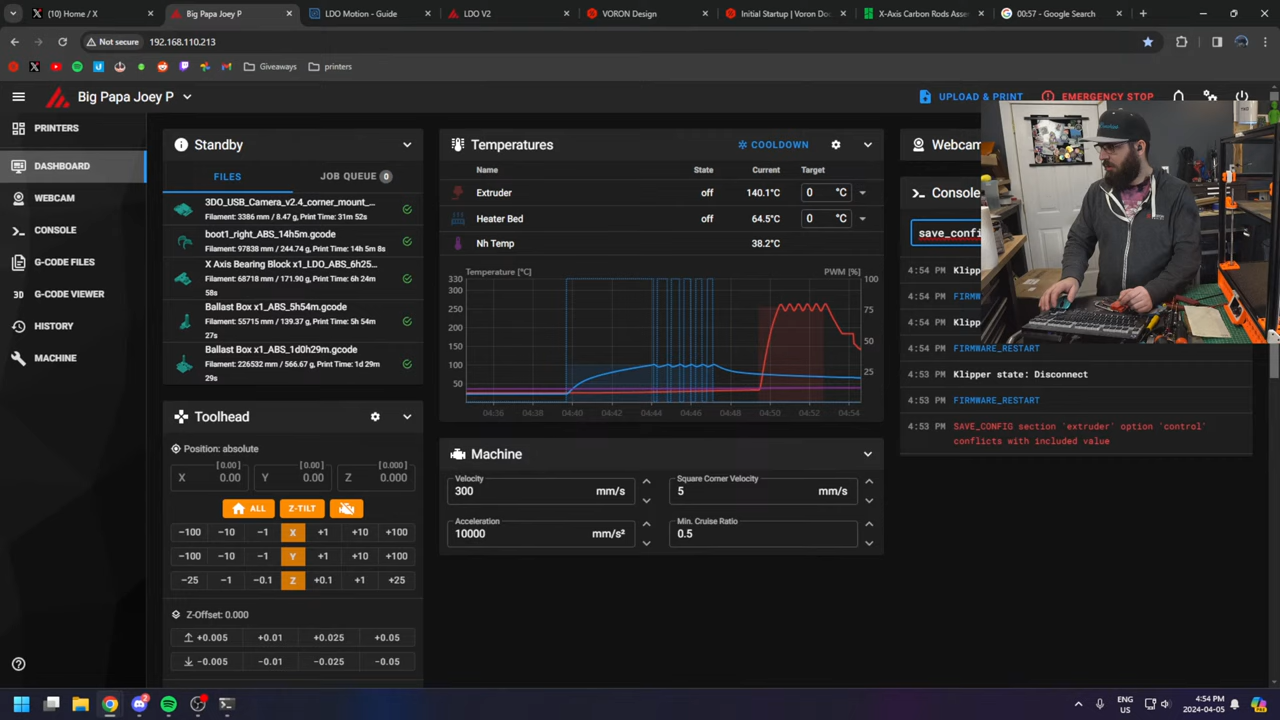 (10) Home / X
Big Papa Joey P
LDO Motion - Guide
LDO V2
VORON Design
Initial Startup | Voron Doc
X-Axis Carbon Rods Asse
00:57 - Google Search
Not secure
192.168.110.213
Giveaways
printers
Big Papa Joey P
UPLOAD & PRINT
EMERGENCY STOP
PRINTERS
DASHBOARD
WEBCAM
CONSOLE
G-CODE FILES
G-CODE VIEWER
HISTORY
MACHINE
Standby
FILES
JOB QUEUE 0
3DO_USB_Camera_v2.4_corner_mount_...
Filament: 3386 mm / 8.47 g, Print Time: 31m 52s
boot1_right_ABS_14h5m.gcode
Filament: 97838 mm / 244.74 g, Print Time: 14h 5m 8s
X Axis Bearing Block x1_LDO_ABS_6h25...
Filament: 68718 mm / 171.90 g, Print Time: 6h 24m
58s
Ballast Box x1_ABS_5h54m.gcode
Filament: 55715 mm / 139.37 g, Print Time: 5h 54m
27s
Ballast Box x1_ABS_1d0h29m.gcode
Filament: 226532 mm / 566.67 g, Print Time: 1d 29m
29s
Toolhead
Position: absolute
[0.00] [0.00] [0.000]
X 0.00 Y 0.00 Z 0.000
ALL Z-TILT
-100 -10 -1 X +1 +10 +100
-100 -10 -1 Y +1 +10 +100
-25 -1 -0.1 Z +0.1 +1 +25
Z-Offset: 0.000
+0.005 +0.01 +0.025 +0.05
-0.005 -0.01 -0.025 -0.05
Temperatures
COOLDOWN
Name State Current Target
Extruder off 140.1°C 0 °C
Heater Bed off 64.5°C 0 °C
Nh Temp 38.2°C
Temperature [°C] PWM [%]
330 100
300
250 75
200
150 50
100 25
50
04:36 04:38 04:40 04:42 04:44 04:46 04:48 04:50 04:52 04:54
Machine
Velocity
300 mm/s
Square Corner Velocity
5 mm/s
Acceleration
10000 mm/s²
Min. Cruise Ratio
0.5
Webcam
Console
save_config
4:54 PM Klipp
4:54 PM FIRMW
4:54 PM Klipp
4:54 PM FIRMWARE_RESTART
4:53 PM Klipper state: Disconnect
4:53 PM FIRMWARE_RESTART
4:53 PM SAVE_CONFIG section 'extruder' option 'control'
conflicts with included value
2
ENG
US
4:54 PM
2024-04-05